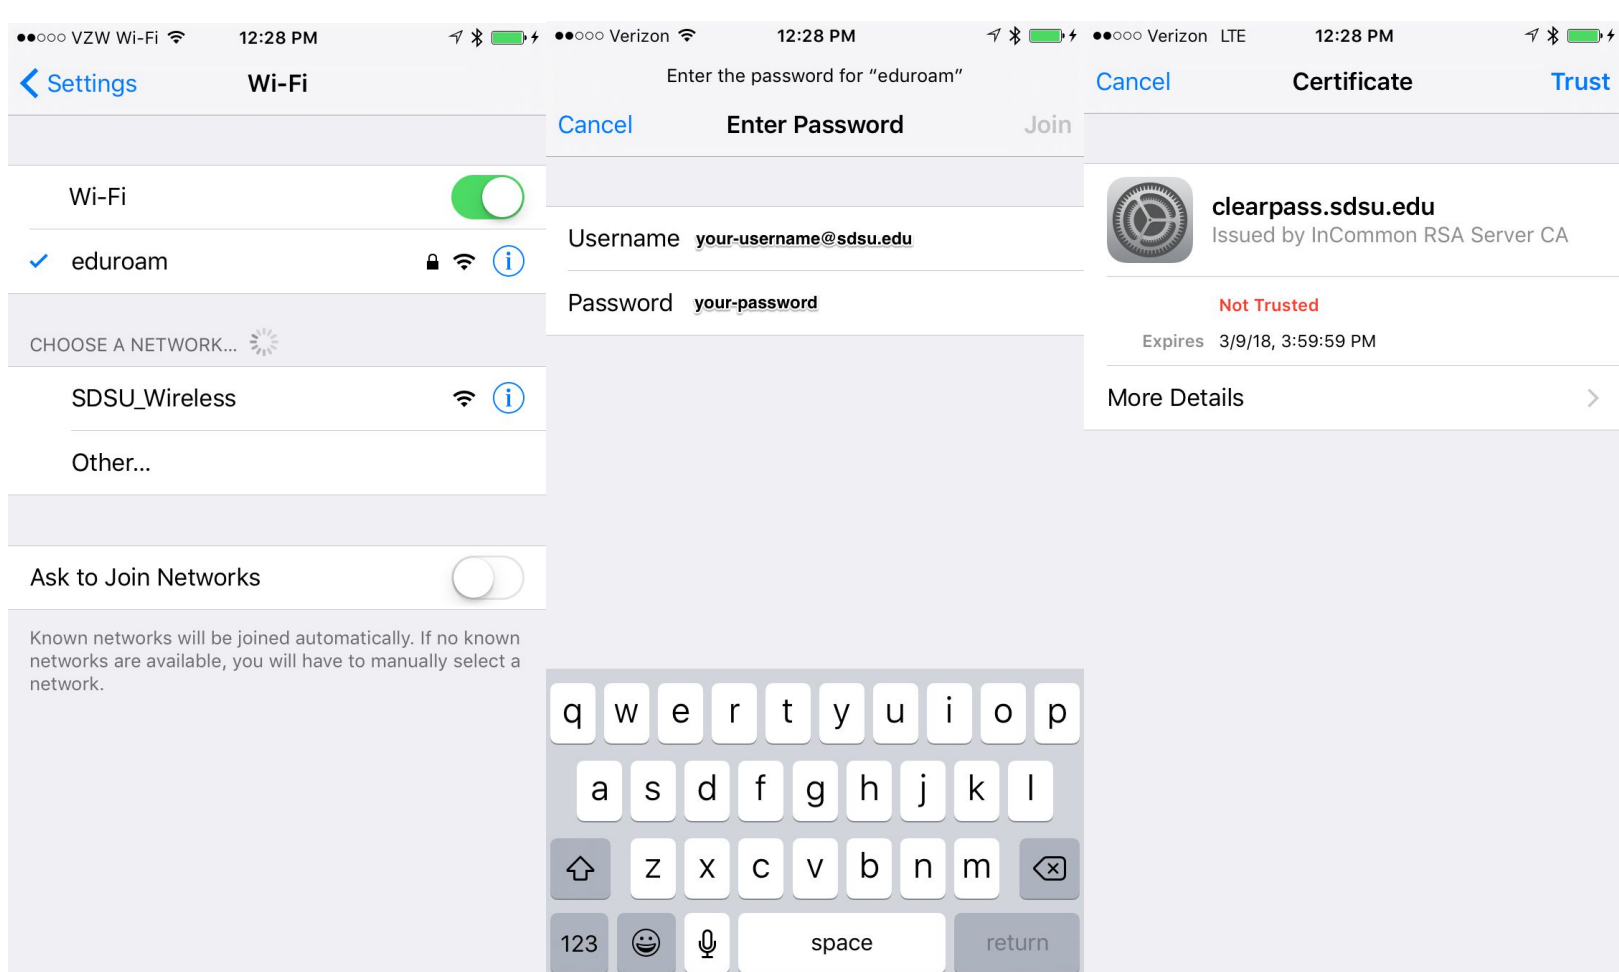 VZW Wi-Fi 12:28 PM
Settings Wi-Fi
Wi-Fi
eduroam
CHOOSE A NETWORK...
SDSU_Wireless
Other...
Ask to Join Networks
Known networks will be joined automatically. If no known
networks are available, you will have to manually select a
network.
Verizon 12:28 PM
Enter the password for “eduroam”
Cancel Enter Password Join
Username your-username@sdsu.edu
Password your-password
q w e r t y u i o p
a s d f g h j k l
z x c v b n m
123 space return
Verizon LTE 12:28 PM
Cancel Certificate Trust
clearpass.sdsu.edu
Issued by InCommon RSA Server CA
Not Trusted
Expires 3/9/18, 3:59:59 PM
More Details